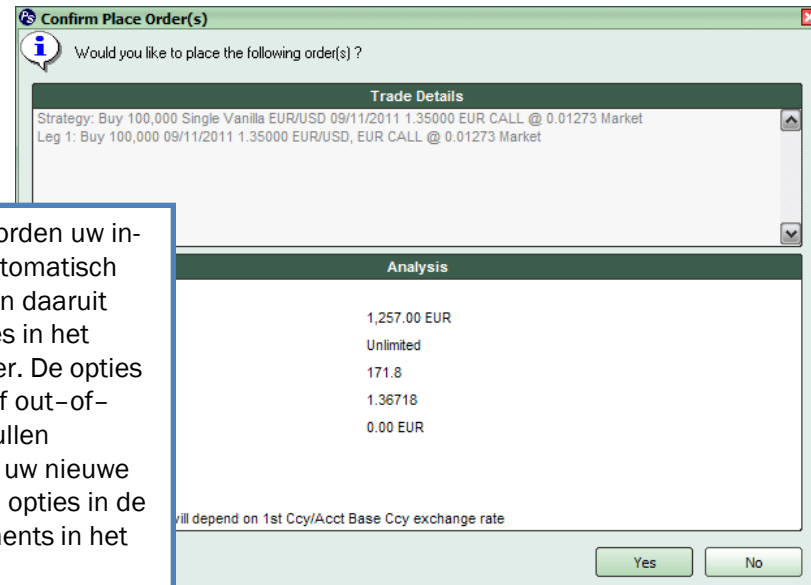 Confirm Place Order(s)
Would you like to place the following order(s) ?
Trade Details
Strategy: Buy 100,000 Single Vanilla EUR/USD 09/11/2011 1.35000 EUR CALL @ 0.01273 Market
Leg 1: Buy 100,000 09/11/2011 1.35000 EUR/USD, EUR CALL @ 0.01273 Market
orden uw in-
tomatisch
n daaruit
es in het
er. De opties
f out–of–
ullen
uw nieuwe
opties in de
ents in het
Analysis
1,257.00 EUR
Unlimited
171.8
1.36718
0.00 EUR
will depend on 1st Ccy/Acct Base Ccy exchange rate
Yes
No